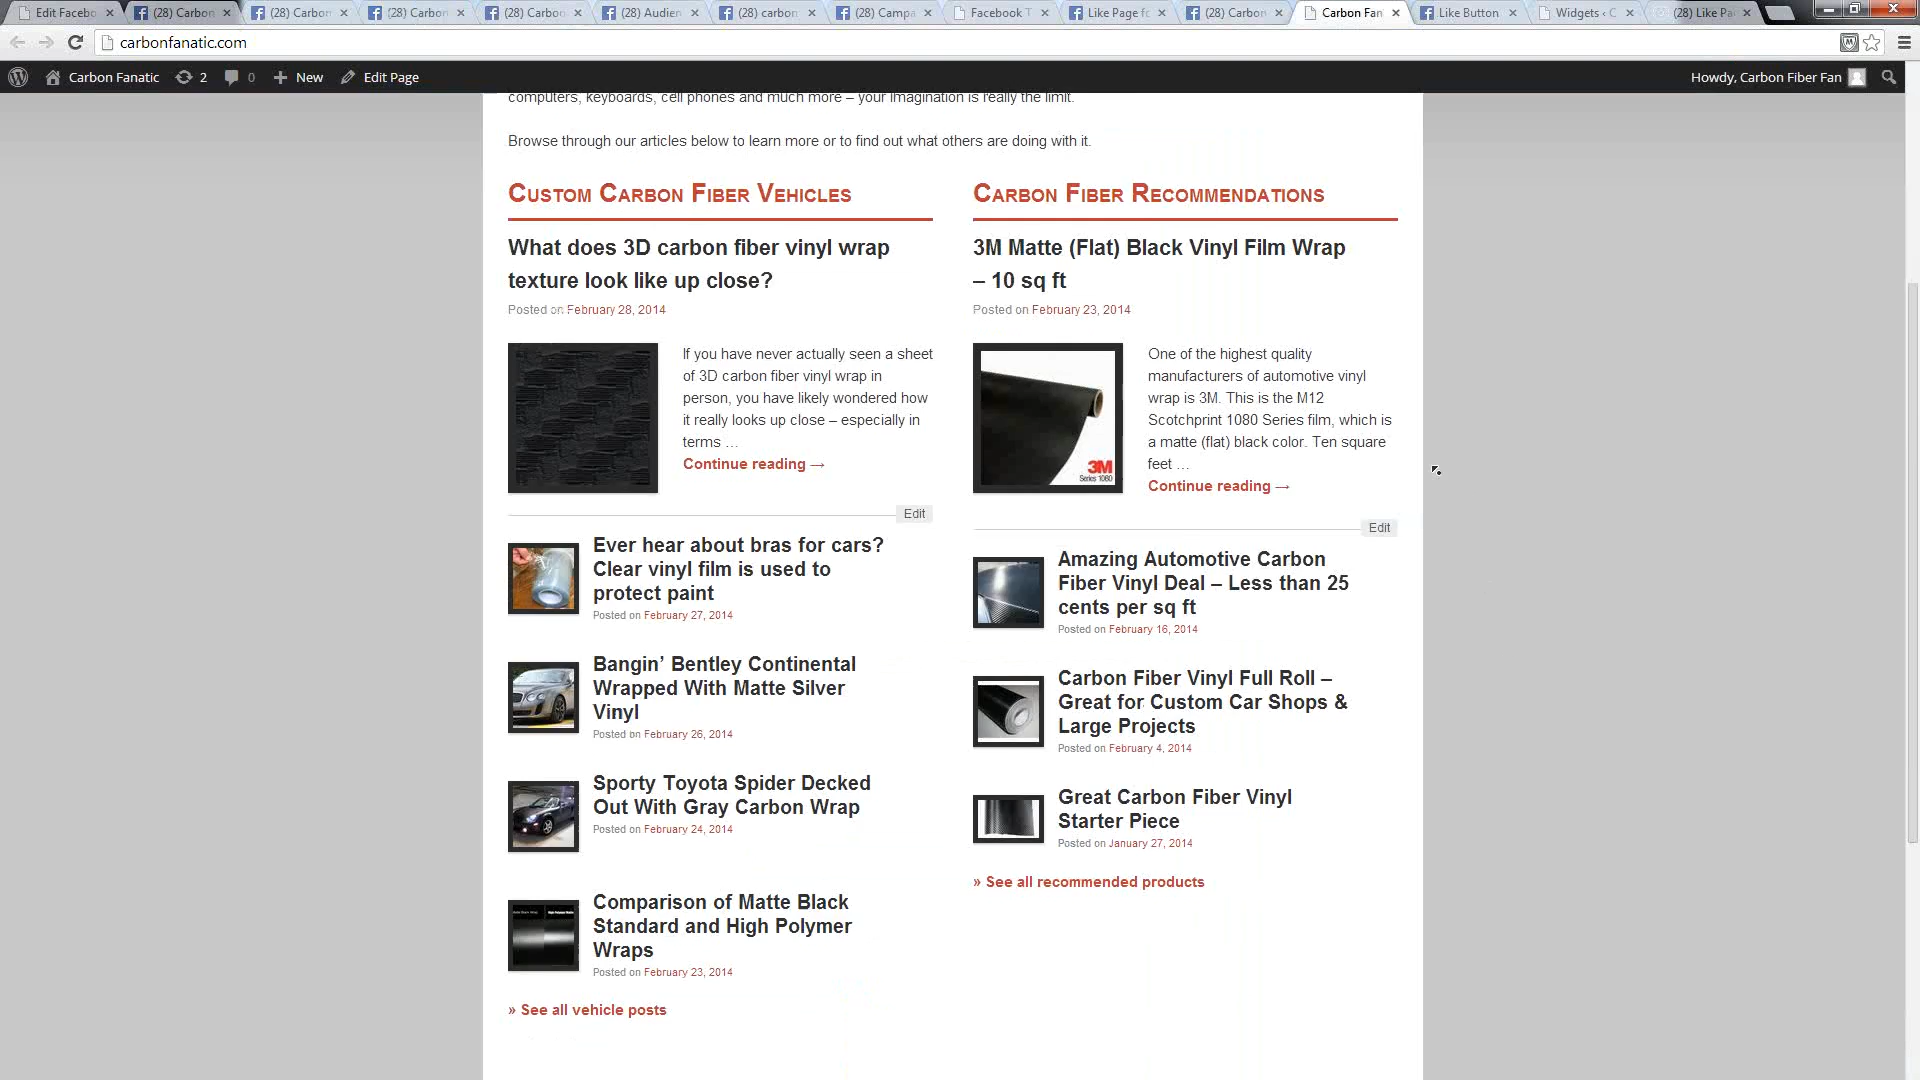 Edit Facebo
(28) Carbon
(28) Carbon
(28) Carbon
(28) Carbon
(28) Audien
(28) carbon
(28) Campa
Facebook T
Like Page fo
(28) Carbon
Carbon Fan
Like Button
Widgets ‹ C
(28) Like Pa
carbonfanatic.com
Carbon Fanatic
2
0
New
Edit Page
Howdy, Carbon Fiber Fan
computers, keyboards, cell phones and much more – your imagination is really the limit.
Browse through our articles below to learn more or to find out what others are doing with it.
Custom Carbon Fiber Vehicles
What does 3D carbon fiber vinyl wrap
texture look like up close?
Posted on February 28, 2014
If you have never actually seen a sheet
of 3D carbon fiber vinyl wrap in
person, you have likely wondered how
it really looks up close – especially in
terms …
Continue reading →
Edit
Ever hear about bras for cars?
Clear vinyl film is used to
protect paint
Posted on February 27, 2014
Bangin’ Bentley Continental
Wrapped With Matte Silver
Vinyl
Posted on February 26, 2014
Sporty Toyota Spider Decked
Out With Gray Carbon Wrap
Posted on February 24, 2014
Comparison of Matte Black
Standard and High Polymer
Wraps
Posted on February 23, 2014
» See all vehicle posts
Carbon Fiber Recommendations
3M Matte (Flat) Black Vinyl Film Wrap
– 10 sq ft
Posted on February 23, 2014
3M
Series 1080
One of the highest quality
manufacturers of automotive vinyl
wrap is 3M. This is the M12
Scotchprint 1080 Series film, which is
a matte (flat) black color. Ten square
feet …
Continue reading →
Edit
Amazing Automotive Carbon
Fiber Vinyl Deal – Less than 25
cents per sq ft
Posted on February 16, 2014
Carbon Fiber Vinyl Full Roll –
Great for Custom Car Shops &
Large Projects
Posted on February 4, 2014
Great Carbon Fiber Vinyl
Starter Piece
Posted on January 27, 2014
» See all recommended products